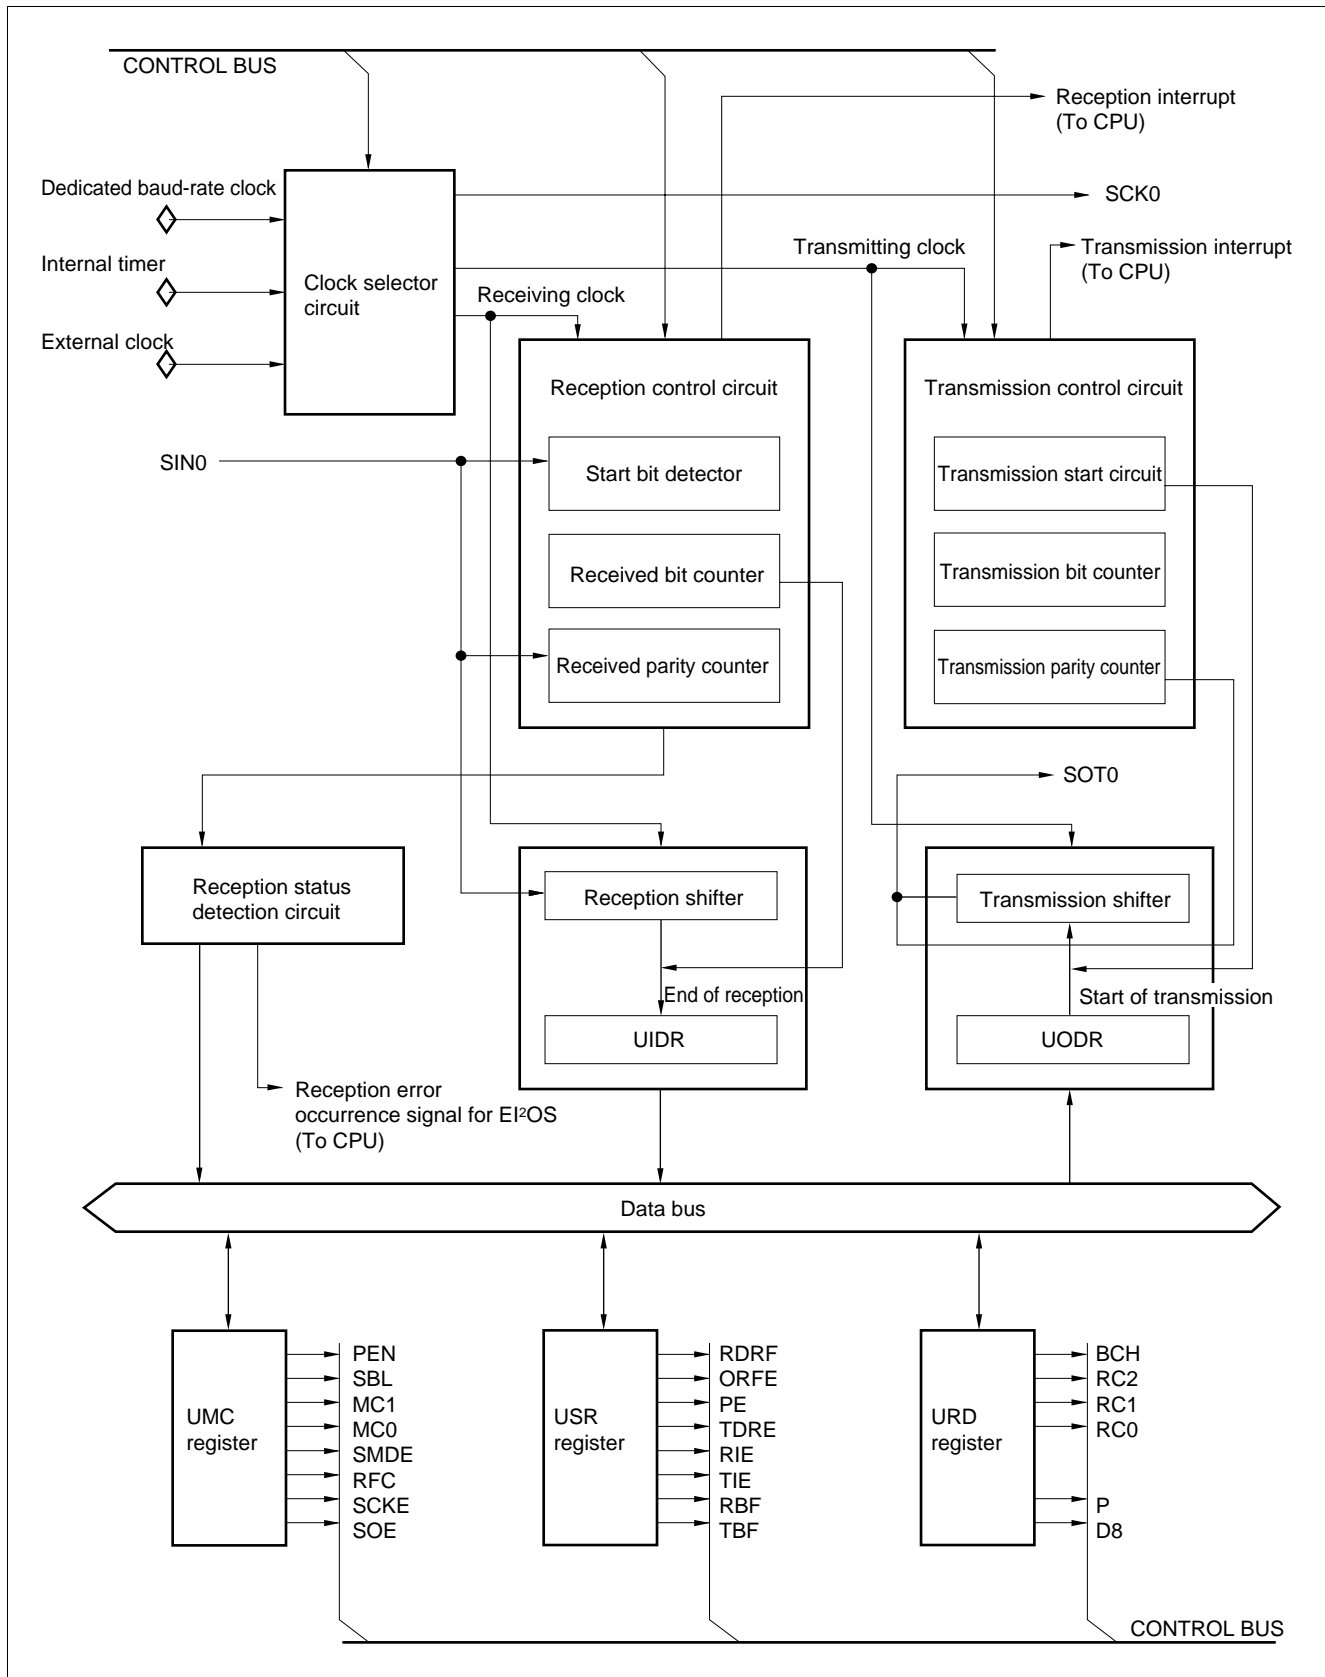 CONTROL BUS
Reception interrupt
(To CPU)
Dedicated baud-rate clock
SCK0
Transmitting clock
Transmission interrupt
(To CPU)
Internal timer
Clock selector
circuit
Receiving clock
External clock
Reception control circuit
Transmission control circuit
SIN0
Start bit detector
Transmission start circuit
Received bit counter
Transmission bit counter
Received parity counter
Transmission parity counter
SOT0
Reception status
detection circuit
Reception shifter
Transmission shifter
End of reception
Start of transmission
UIDR
UODR
Reception error
occurrence signal for EI²OS
(To CPU)
Data bus
UMC
register
PEN
SBL
MC1
MC0
SMDE
RFC
SCKE
SOE
USR
register
RDRF
ORFE
PE
TDRE
RIE
TIE
RBF
TBF
URD
register
BCH
RC2
RC1
RC0
P
D8
CONTROL BUS